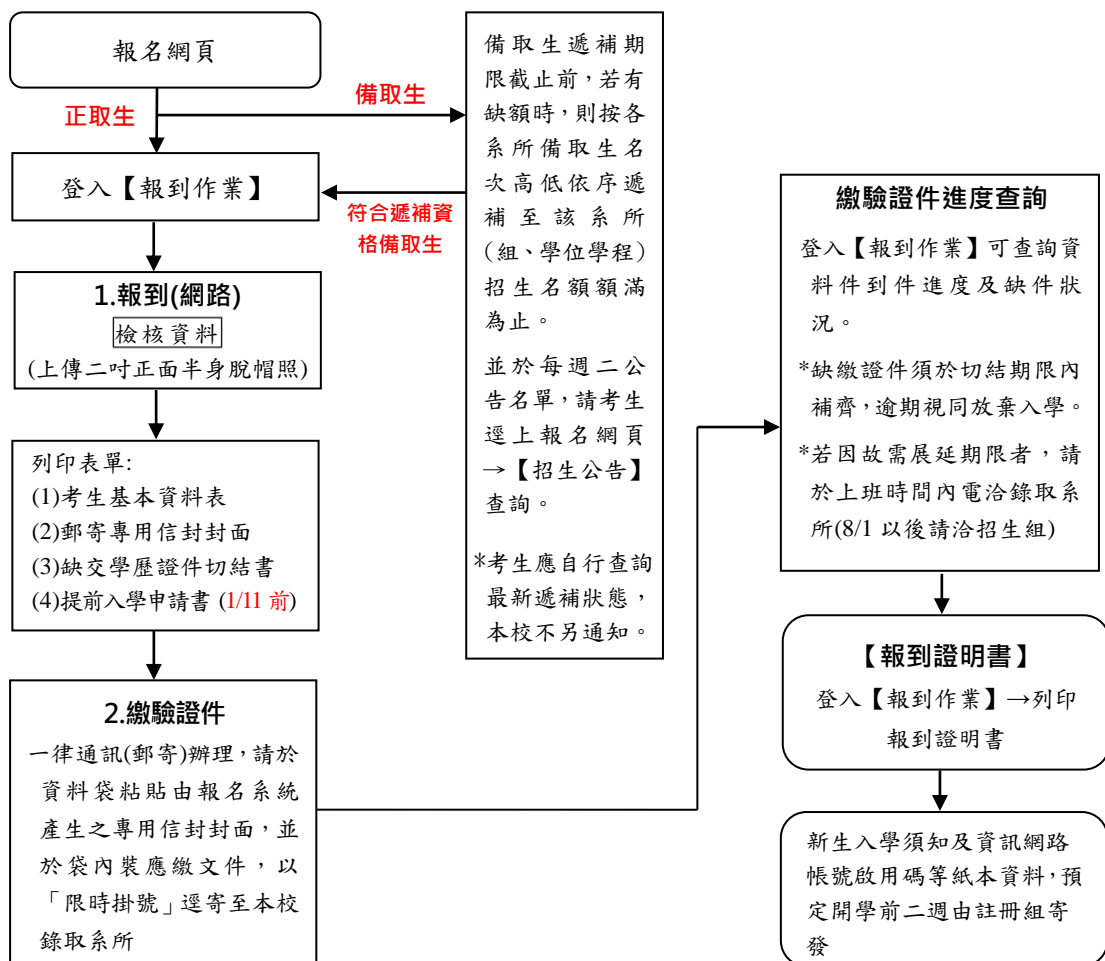 報名網頁
正取生
備取生
登入【報到作業】
符合遞補資
格備取生
1.報到(網路)
檢核資料
(上傳二吋正面半身脫帽照)
列印表單:
(1)考生基本資料表
(2)郵寄專用信封封面
(3)缺交學歷證件切結書
(4)提前入學申請書 (1/11 前)
2.繳驗證件
一律通訊(郵寄)辦理,請於
資料袋粘貼由報名系統
產生之專用信封封面,並
於袋內裝應繳文件,以
「限時掛號」逕寄至本校
錄取系所
備取生遞補期
限截止前,若有
缺額時,則按各
系所備取生名
次高低依序遞
補至該系所
(組、學位學程)
招生名額額滿
為止。
並於每週二公
告名單,請考生
逕上報名網頁
→【招生公告】
查詢。
*考生應自行查詢
最新遞補狀態,
本校不另通知。
繳驗證件進度查詢
登入【報到作業】可查詢資
料件到件進度及缺件狀
況。
*缺繳證件須於切結期限內
補齊,逾期視同放棄入學。
*若因故需展延期限者,請
於上班時間內電洽錄取系
所(8/1 以後請洽招生組)
【報到證明書】
登入【報到作業】→列印
報到證明書
新生入學須知及資訊網路
帳號啟用碼等紙本資料,預
定開學前二週由註冊組寄
發